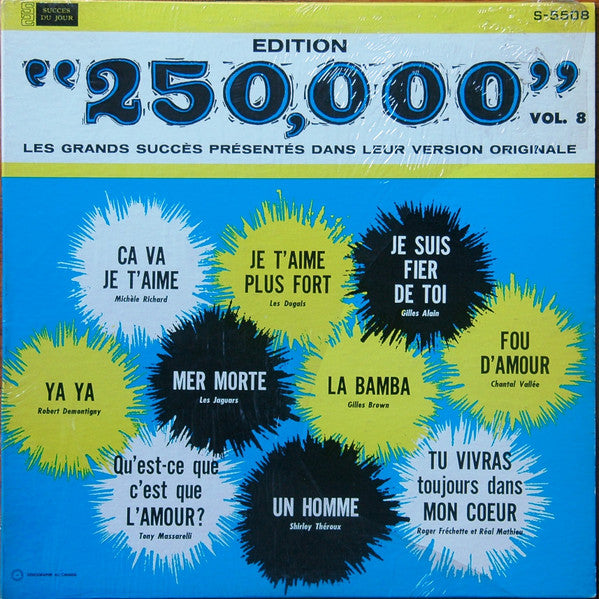 SUCCÈS
DU JOUR
S-5508
EDITION
"250,000"
VOL. 8
LES GRANDS SUCCÈS PRÉSENTÉS DANS LEUR VERSION ORIGINALE
CA VA
JE T'AIME
Michèle Richard
JE T'AIME
PLUS FORT
Les Dugals
JE SUIS
FIER
DE TOI
Gilles Alain
YA YA
Robert Demontigny
MER MORTE
Les Jaguars
LA BAMBA
Gilles Brown
FOU
D'AMOUR
Chantal Vallée
Qu'est-ce que
c'est que
L'AMOUR?
Tony Massarelli
UN HOMME
Shirley Théroux
TU VIVRAS
toujours dans
MON COEUR
Roger Fréchette et Réal Mathieu